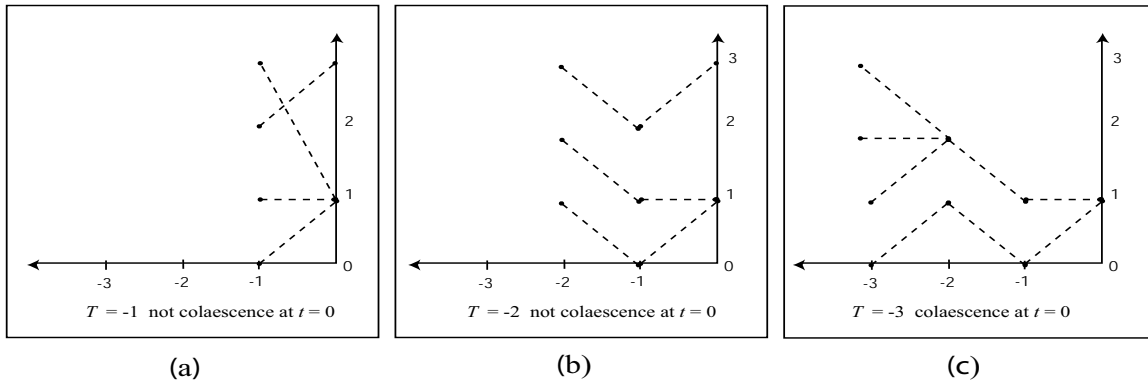 3
2
1
0
-3 -2 -1
T = -1 not colaescence at t = 0
(a)
3
2
1
0
-3 -2 -1
T = -2 not colaescence at t = 0
(b)
3
2
1
0
-3 -2 -1
T = -3 colaescence at t = 0
(c)